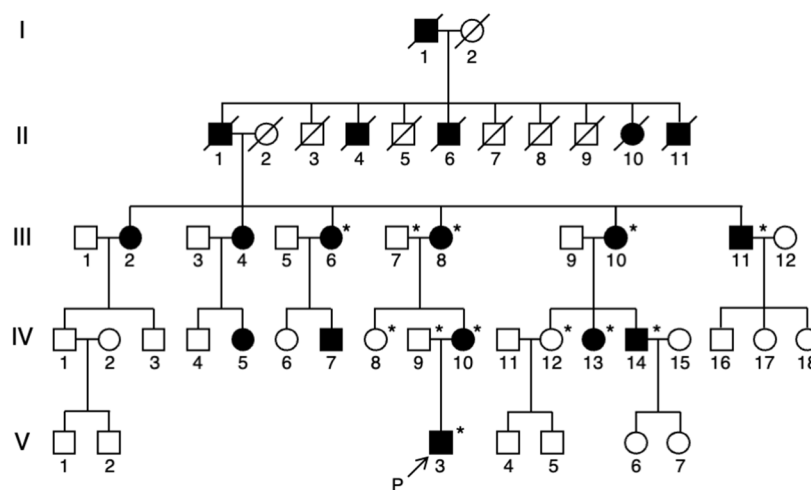 I
1 2
II
1 2 3 4 5 6 7 8 9 10 11
III
* * * * *
1 2 3 4 5 6 7 8 9 10 11 12
IV
* * * * * *
1 2 3 4 5 6 7 8 9 10 11 12 13 14 15 16 17 18
V
*
1 2 3 4 5 6 7
P